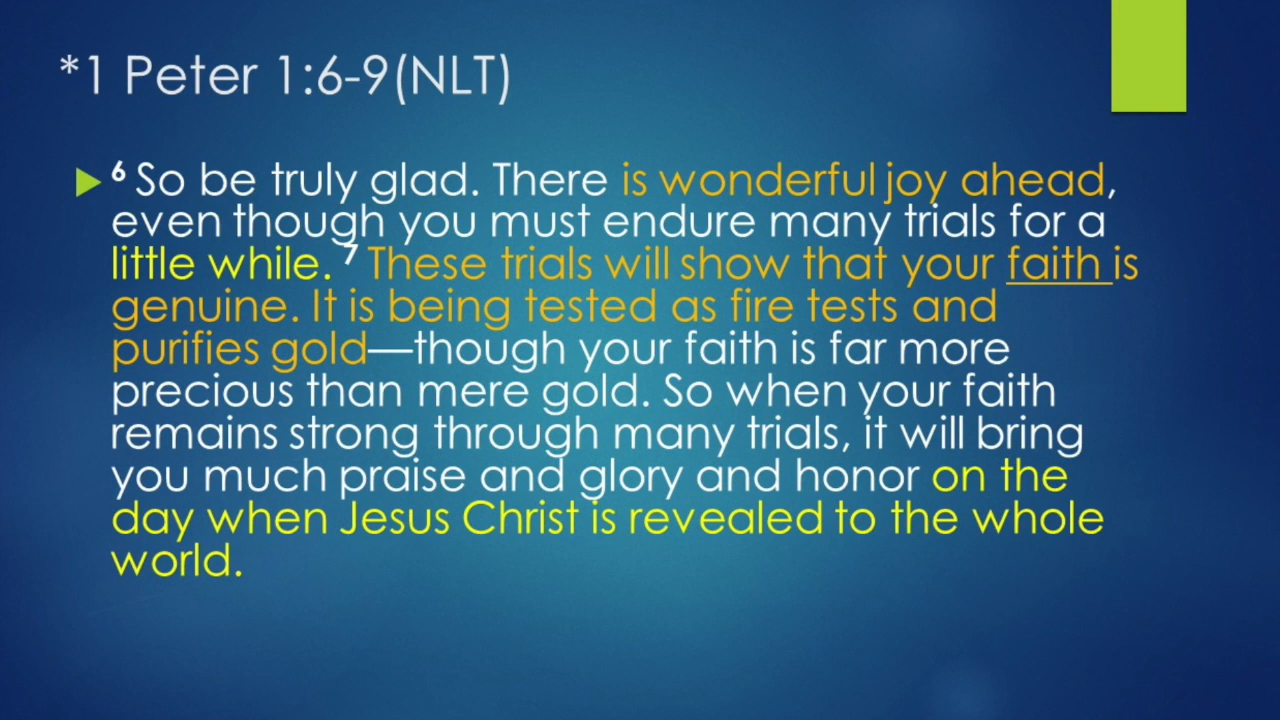 *1 Peter 1:6-9(NLT)
6 So be truly glad. There is wonderful joy ahead,
even though you must endure many trials for a
little while. 7 These trials will show that your faith is
genuine. It is being tested as fire tests and
purifies gold—though your faith is far more
precious than mere gold. So when your faith
remains strong through many trials, it will bring
you much praise and glory and honor on the
day when Jesus Christ is revealed to the whole
world.